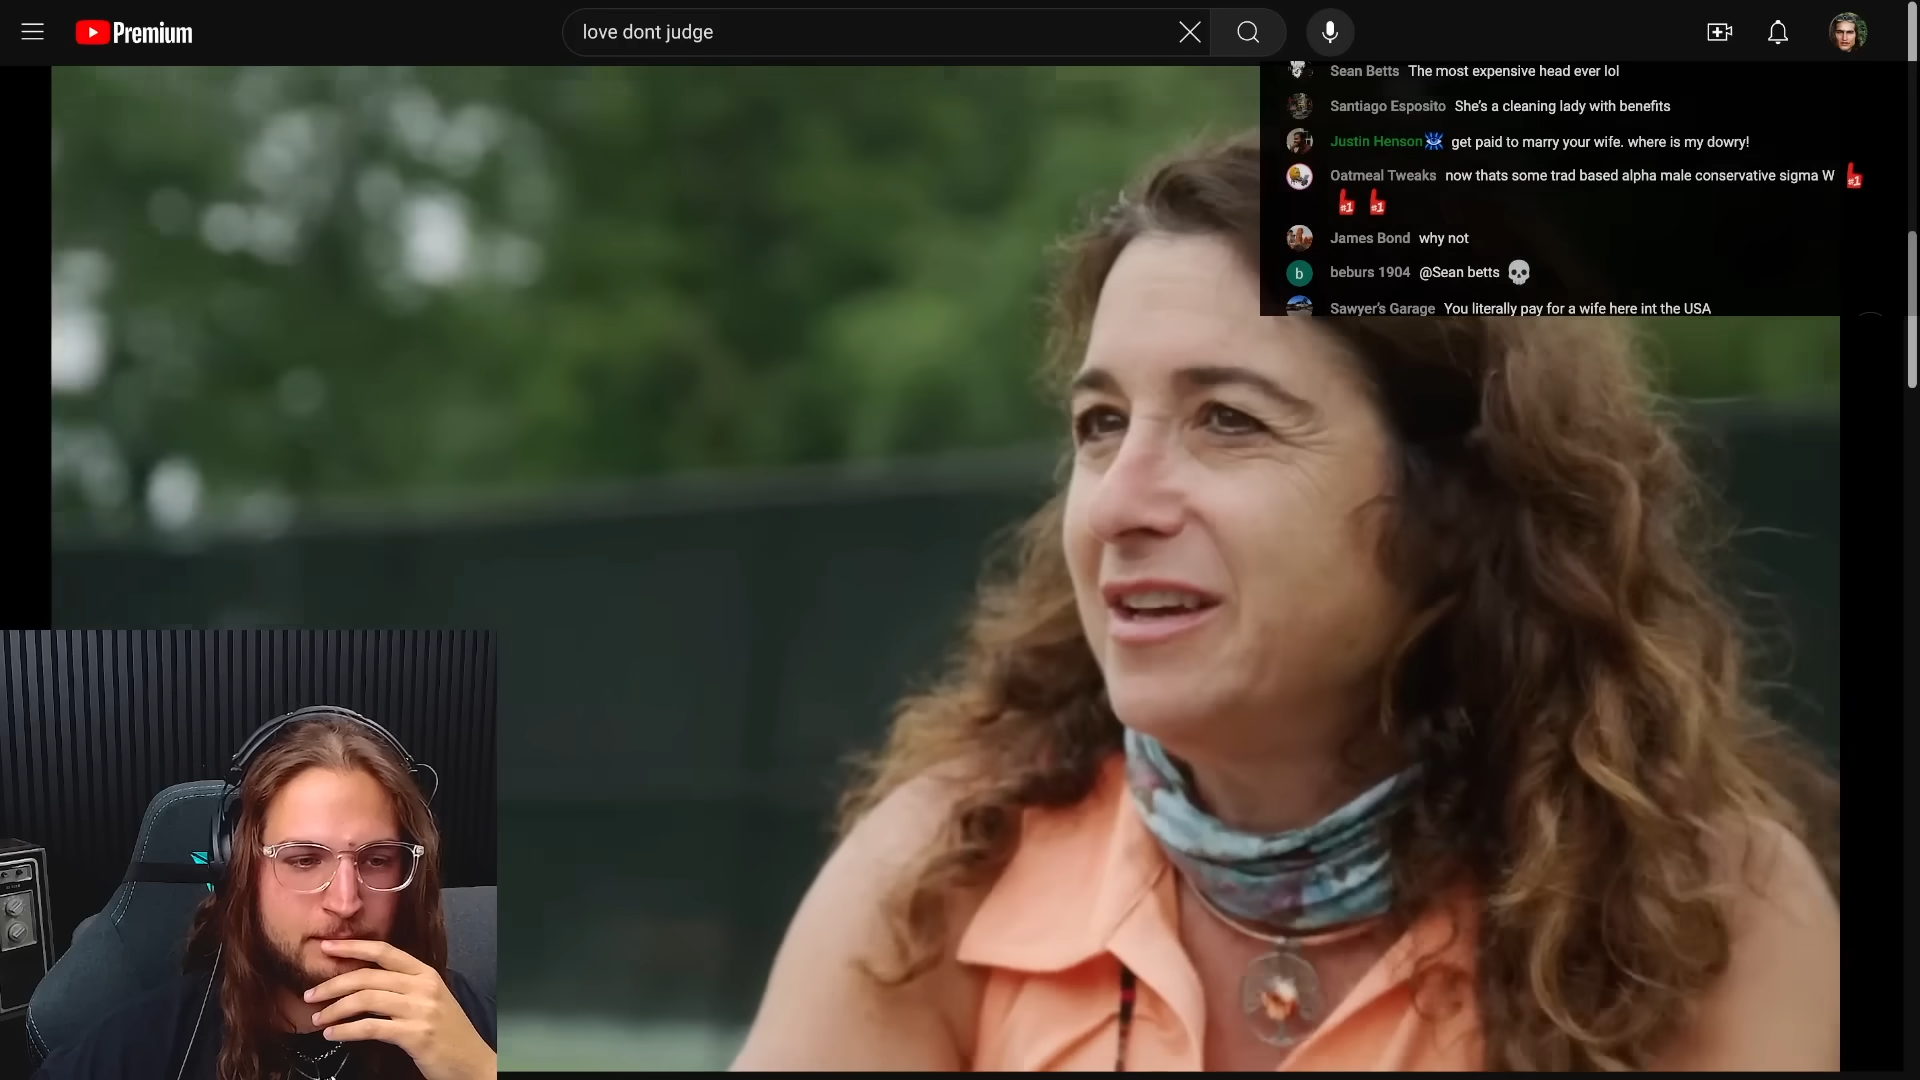 Premium
love dont judge
Sean Betts The most expensive head ever lol
Santiago Esposito She's a cleaning lady with benefits
Justin Henson get paid to marry your wife. where is my dowry!
Oatmeal Tweaks now thats some trad based alpha male conservative sigma W #1
#1 #1
James Bond why not
b beburs 1904 @Sean betts
Sawyer's Garage You literally pay for a wife here int the USA